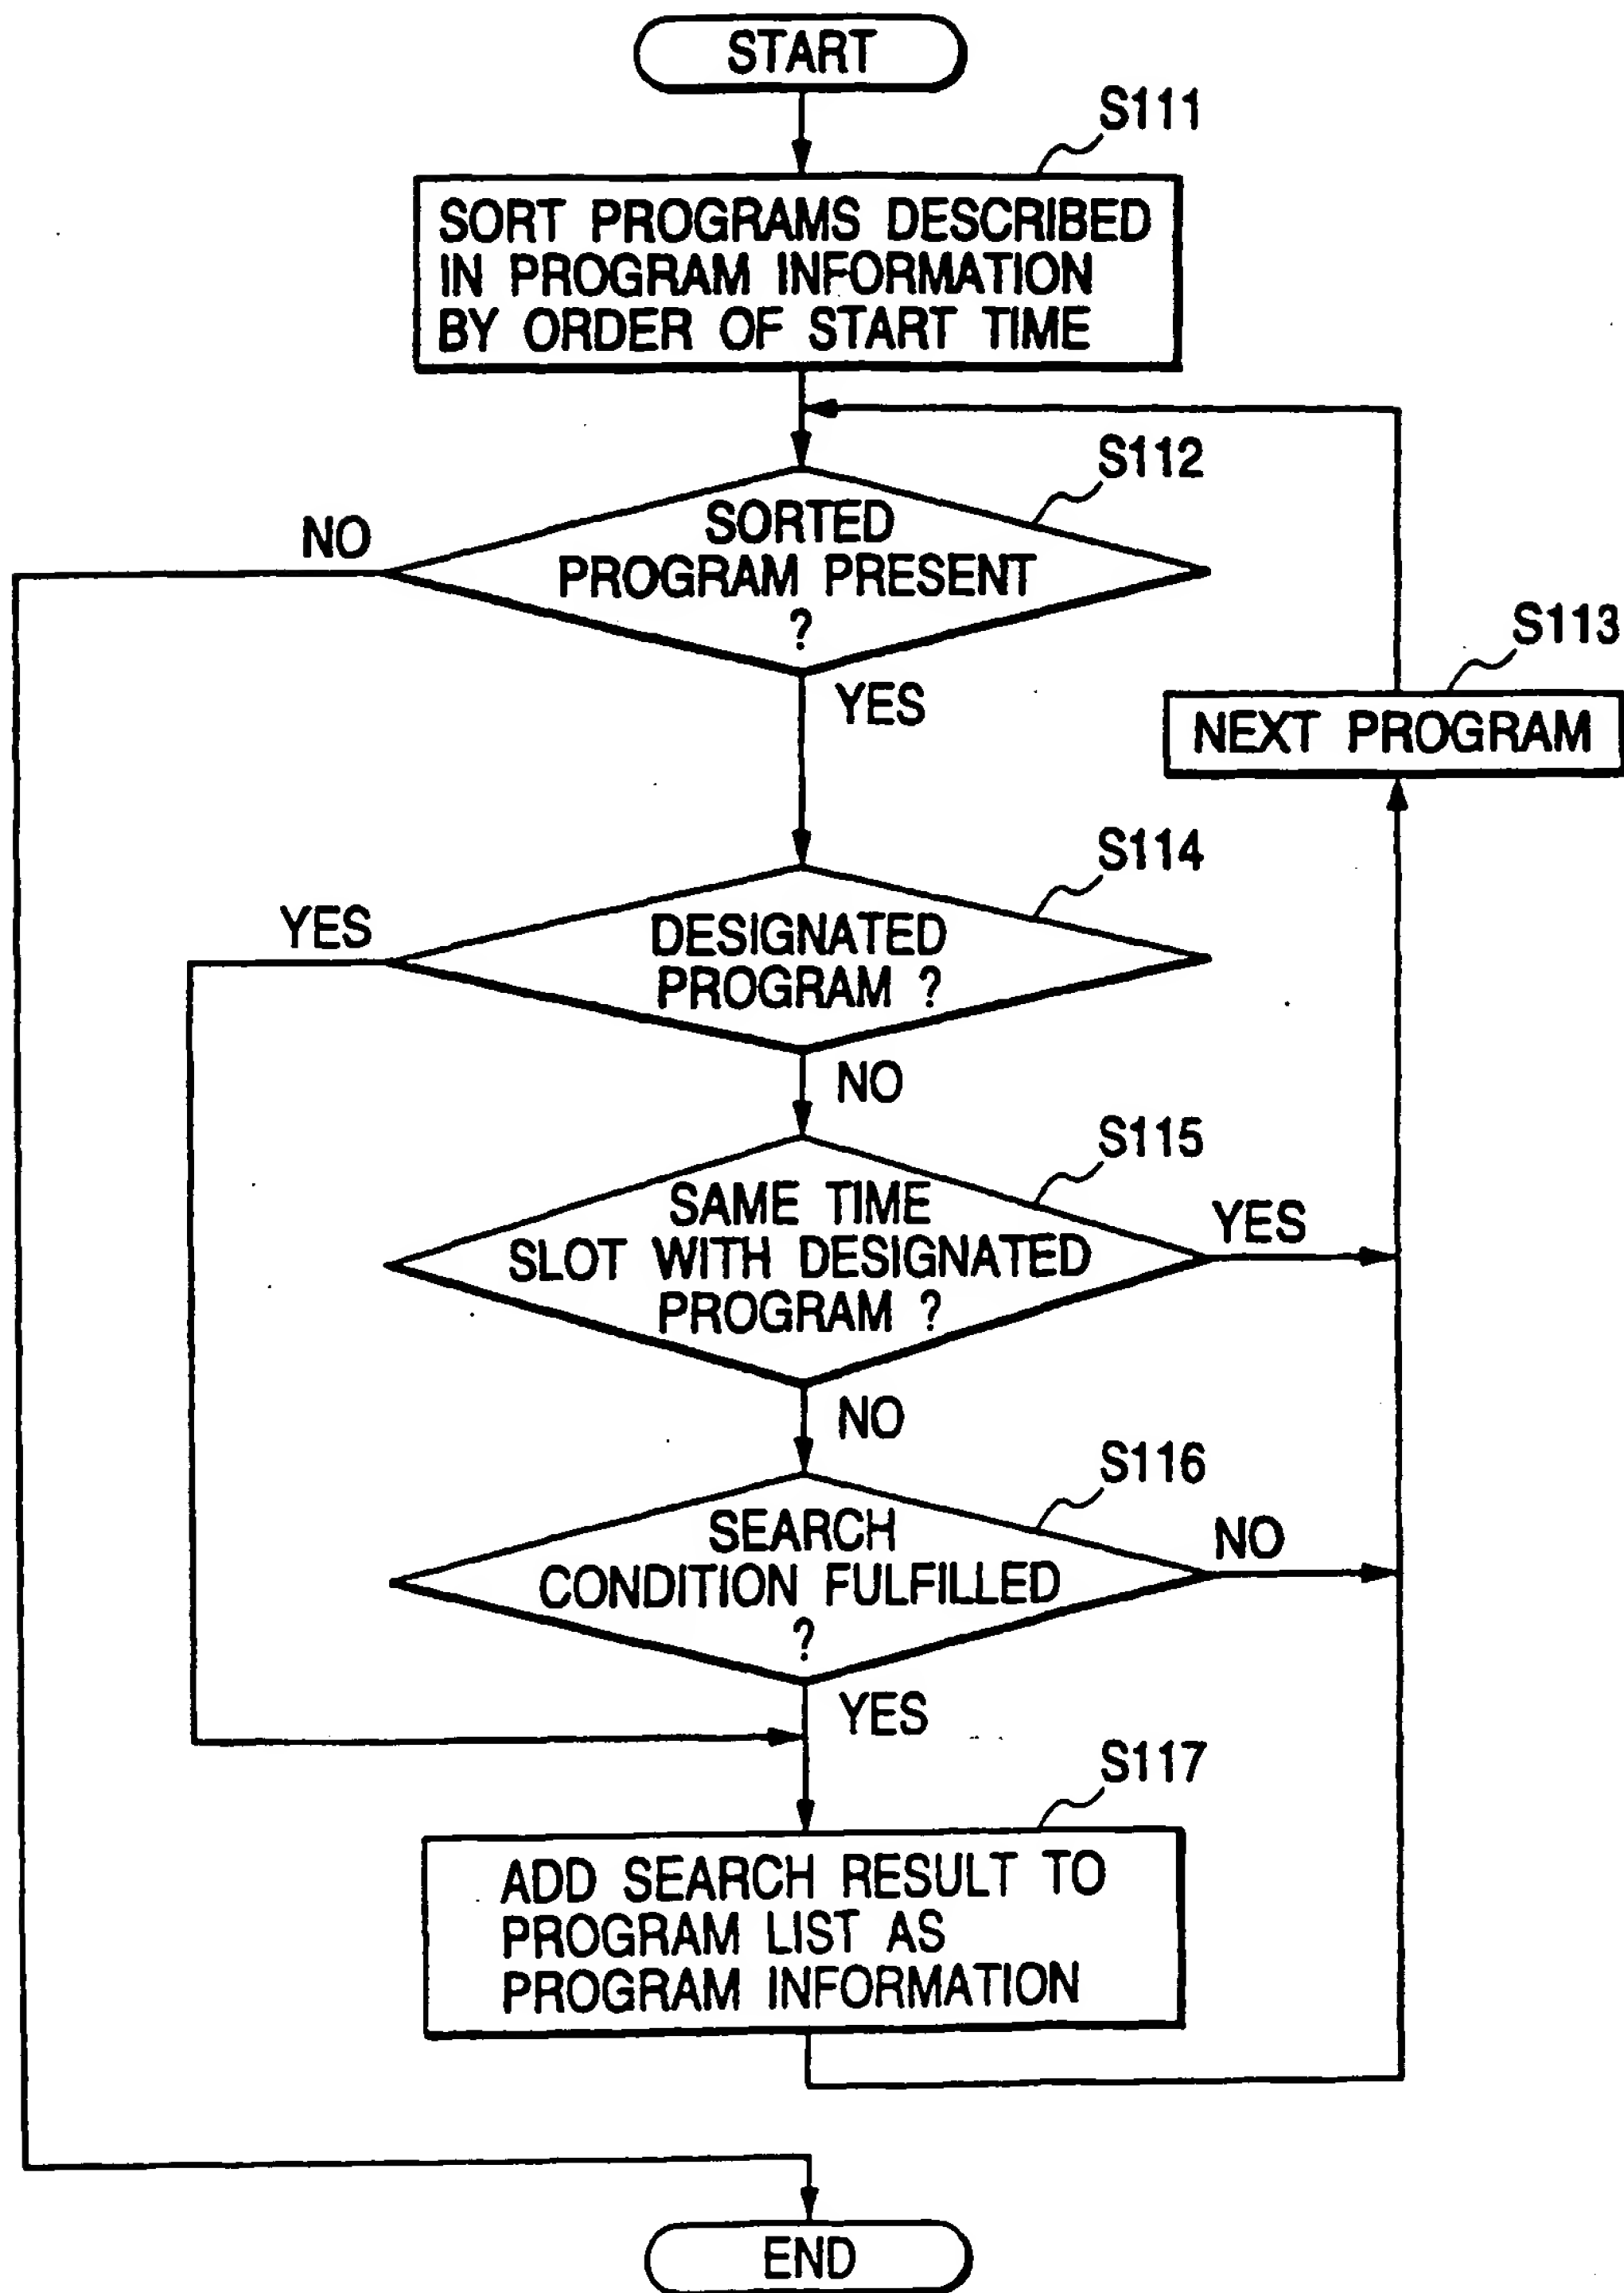 START
S111
SORT PROGRAMS DESCRIBED
IN PROGRAM INFORMATION
BY ORDER OF START TIME
S112
NO
SORTED
PROGRAM PRESENT
?
YES
S113
NEXT PROGRAM
S114
YES
DESIGNATED
PROGRAM ?
NO
S115
SAME TIME
SLOT WITH DESIGNATED
PROGRAM ?
YES
NO
S116
SEARCH
CONDITION FULFILLED
?
NO
YES
S117
ADD SEARCH RESULT TO
PROGRAM LIST AS
PROGRAM INFORMATION
END